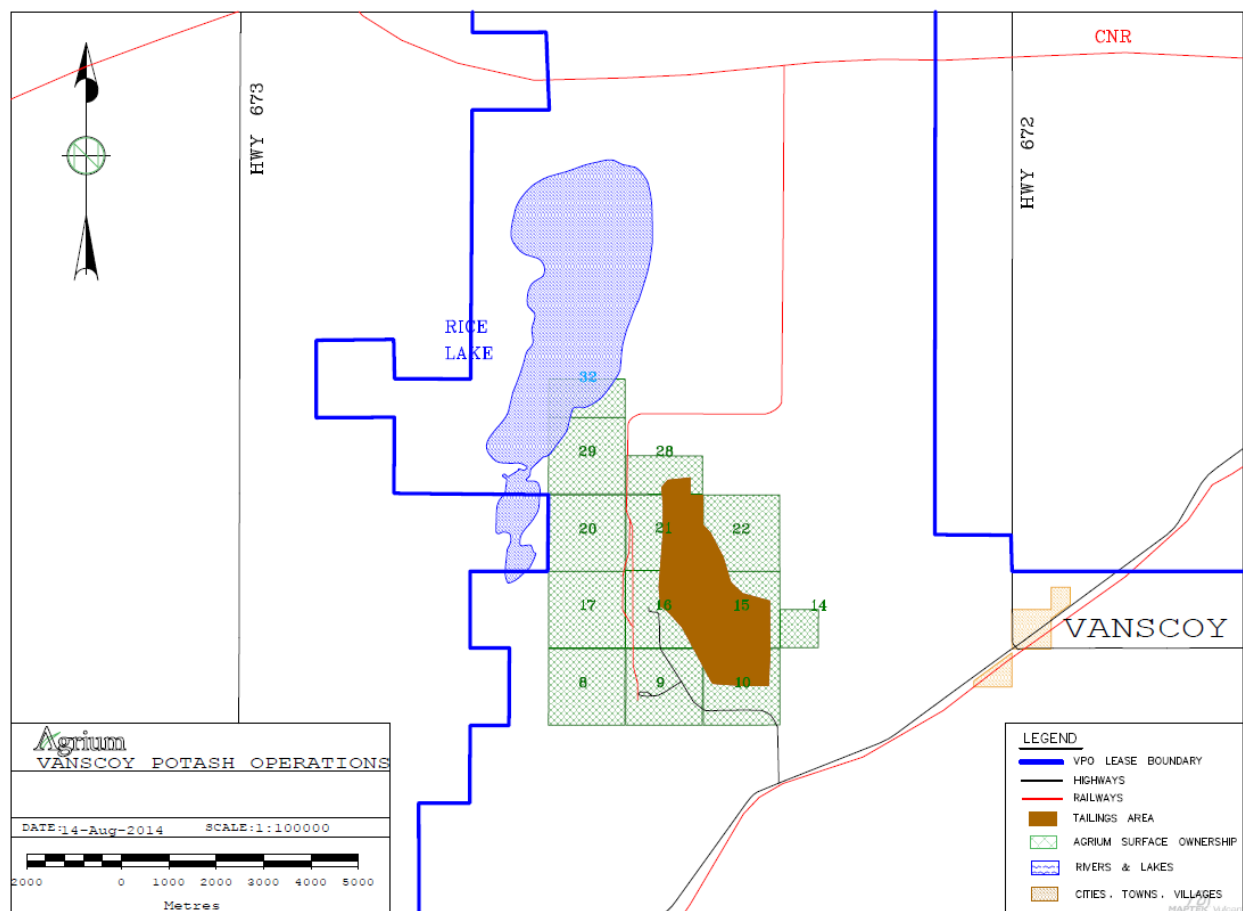 CNR
HWY 673
HWY 672
RICE
LAKE
32
29
28
20
21
22
17
16
15
14
8
9
10
VANSCOY
Agrium
VANSCOY POTASH OPERATIONS
DATE:14-Aug-2014 SCALE:1:100000
2000 0 1000 2000 3000 4000 5000
Metres
LEGEND
VPO LEASE BOUNDARY
HIGHWAYS
RAILWAYS
TAILINGS AREA
AGRIUM SURFACE OWNERSHIP
RIVERS & LAKES
CITIES, TOWNS, VILLAGES
MAPTEK Vulcan